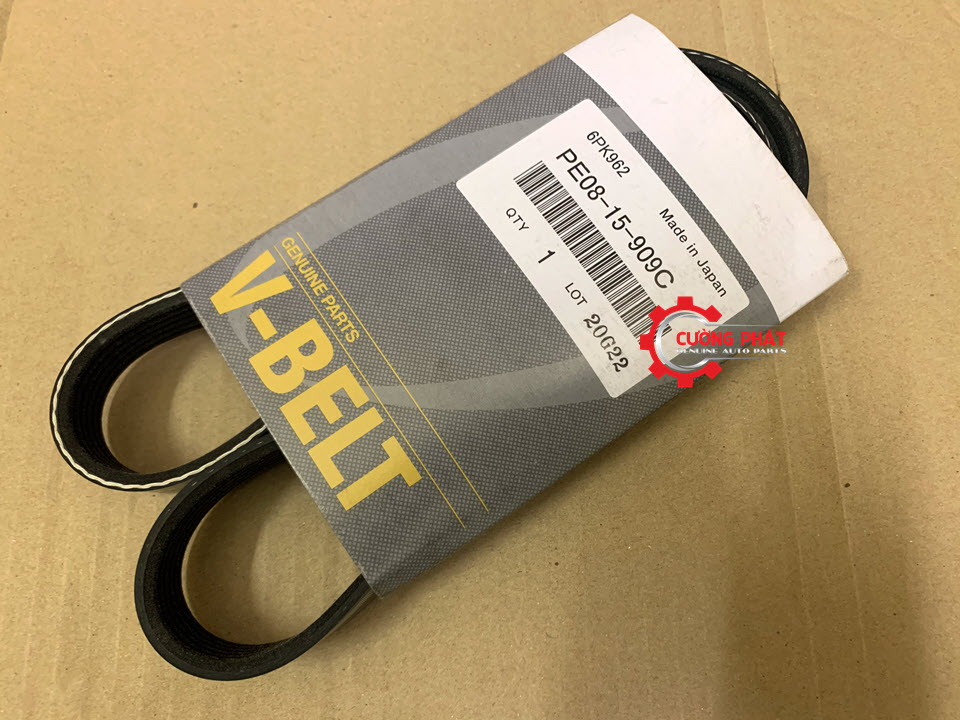 6PK962
Made in Japan
PE08-15-909C
QTY 1 LOT 20G22
GENUINE PARTS
V-BELT
CƯỜNG PHÁT
GENUINE AUTO PARTS